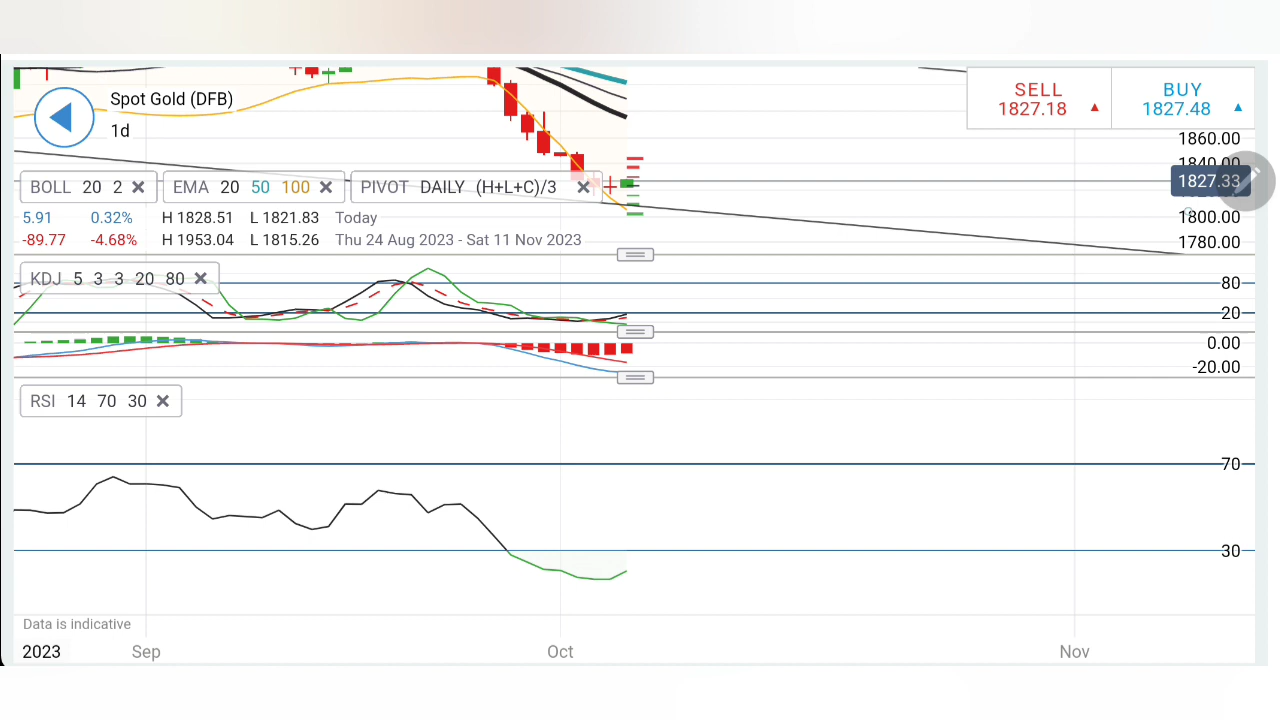 Spot Gold (DFB)
1d
SELL
1827.18
BUY
1827.48
1860.00
1840.00
1827.33
1800.00
1780.00
BOLL 20 2
EMA 20 50 100
PIVOT DAILY (H+L+C)/3
5.91 0.32% H 1828.51 L 1821.83 Today
-89.77 -4.68% H 1953.04 L 1815.26 Thu 24 Aug 2023 - Sat 11 Nov 2023
KDJ 5 3 3 20 80
80
20
0.00
-20.00
RSI 14 70 30
70
30
Data is indicative
2023 Sep Oct Nov